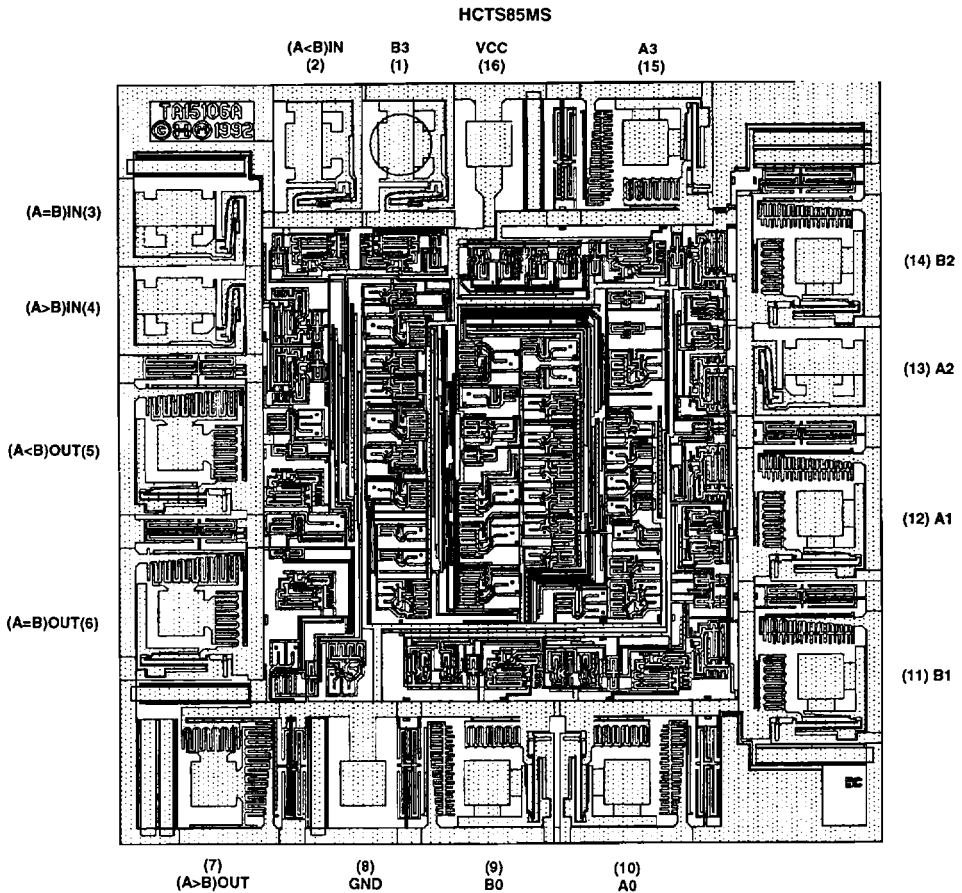 HCTS85MS
(A<B)IN
(2)
B3
(1)
VCC
(16)
A3
(15)
TA15106A
1992
(A=B)IN(3)
(A>B)IN(4)
(A<B)OUT(5)
(A=B)OUT(6)
(14) B2
(13) A2
(12) A1
(11) B1
(7)
(A>B)OUT
(8)
GND
(9)
B0
(10)
A0